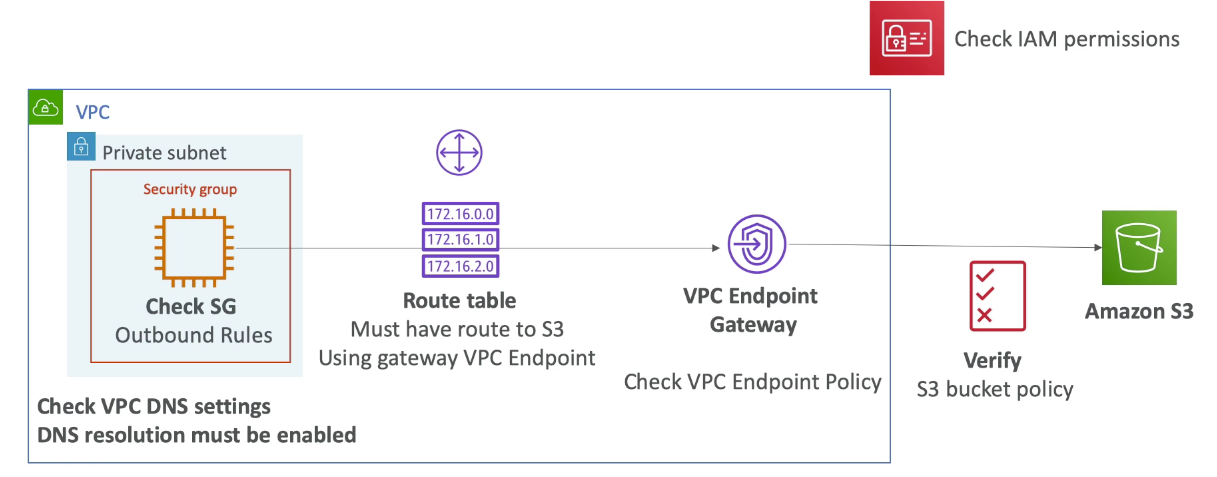 Check IAM permissions
VPC
Private subnet
Security group
Check SG
Outbound Rules
172.16.0.0
172.16.1.0
172.16.2.0
Route table
Must have route to S3
Using gateway VPC Endpoint
VPC Endpoint
Gateway
Check VPC Endpoint Policy
Amazon S3
Verify
S3 bucket policy
Check VPC DNS settings
DNS resolution must be enabled